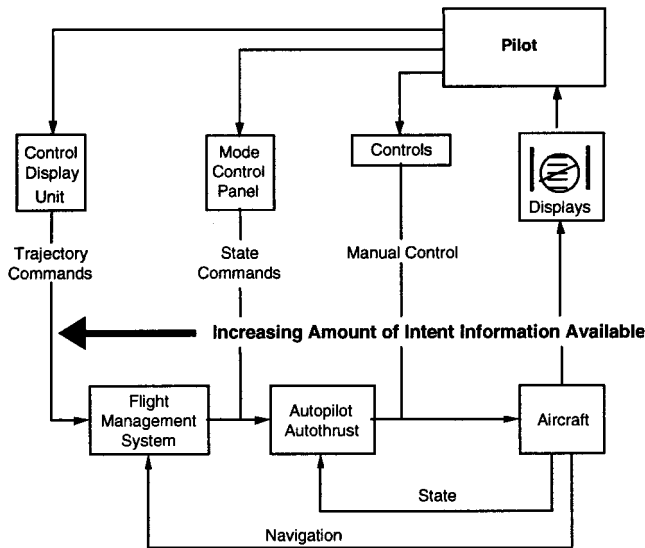 Pilot
Control
Display
Unit
Mode
Control
Panel
Controls
Displays
Trajectory
Commands
State
Commands
Manual Control
Increasing Amount of Intent Information Available
Flight
Management
System
Autopilot
Autothrust
Aircraft
State
Navigation